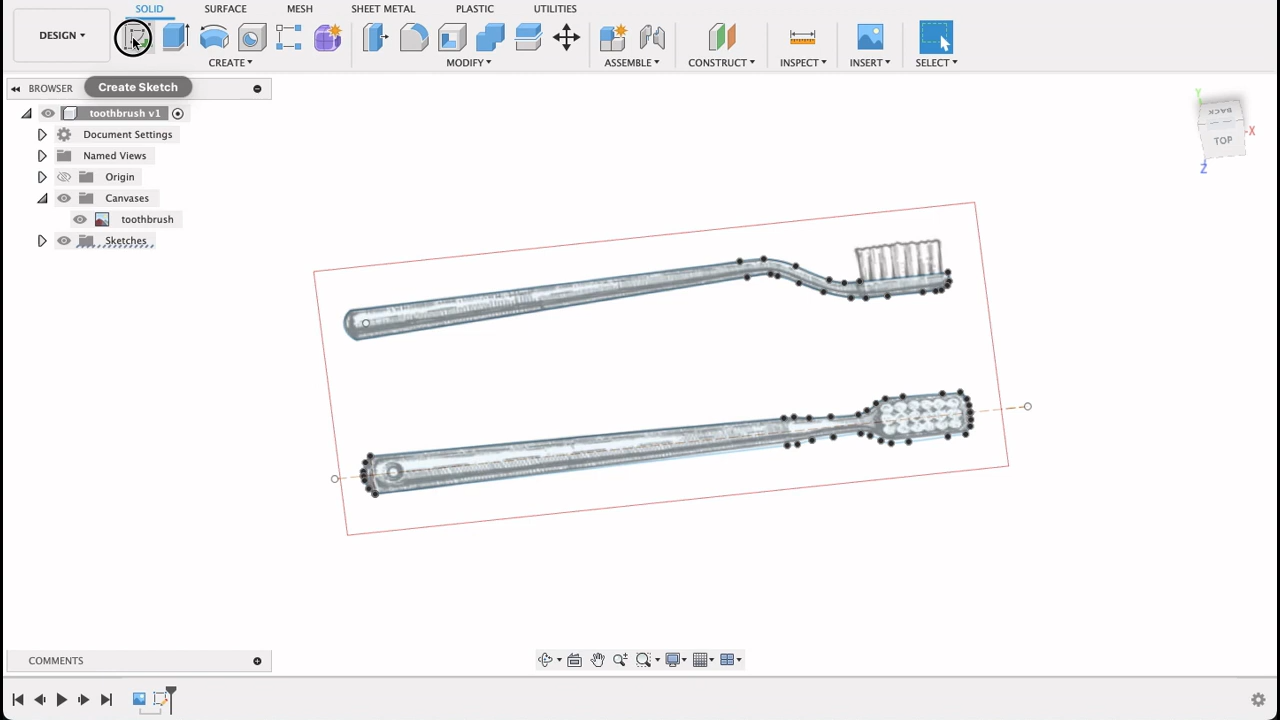 SOLID SURFACE MESH SHEET METAL PLASTIC UTILITIES
DESIGN
CREATE MODIFY ASSEMBLE CONSTRUCT INSPECT INSERT SELECT
BROWSER
Create Sketch
toothbrush v1
Document Settings
Named Views
Origin
Canvases
toothbrush
Sketches
Y
BACK
X
TOP
Z
COMMENTS